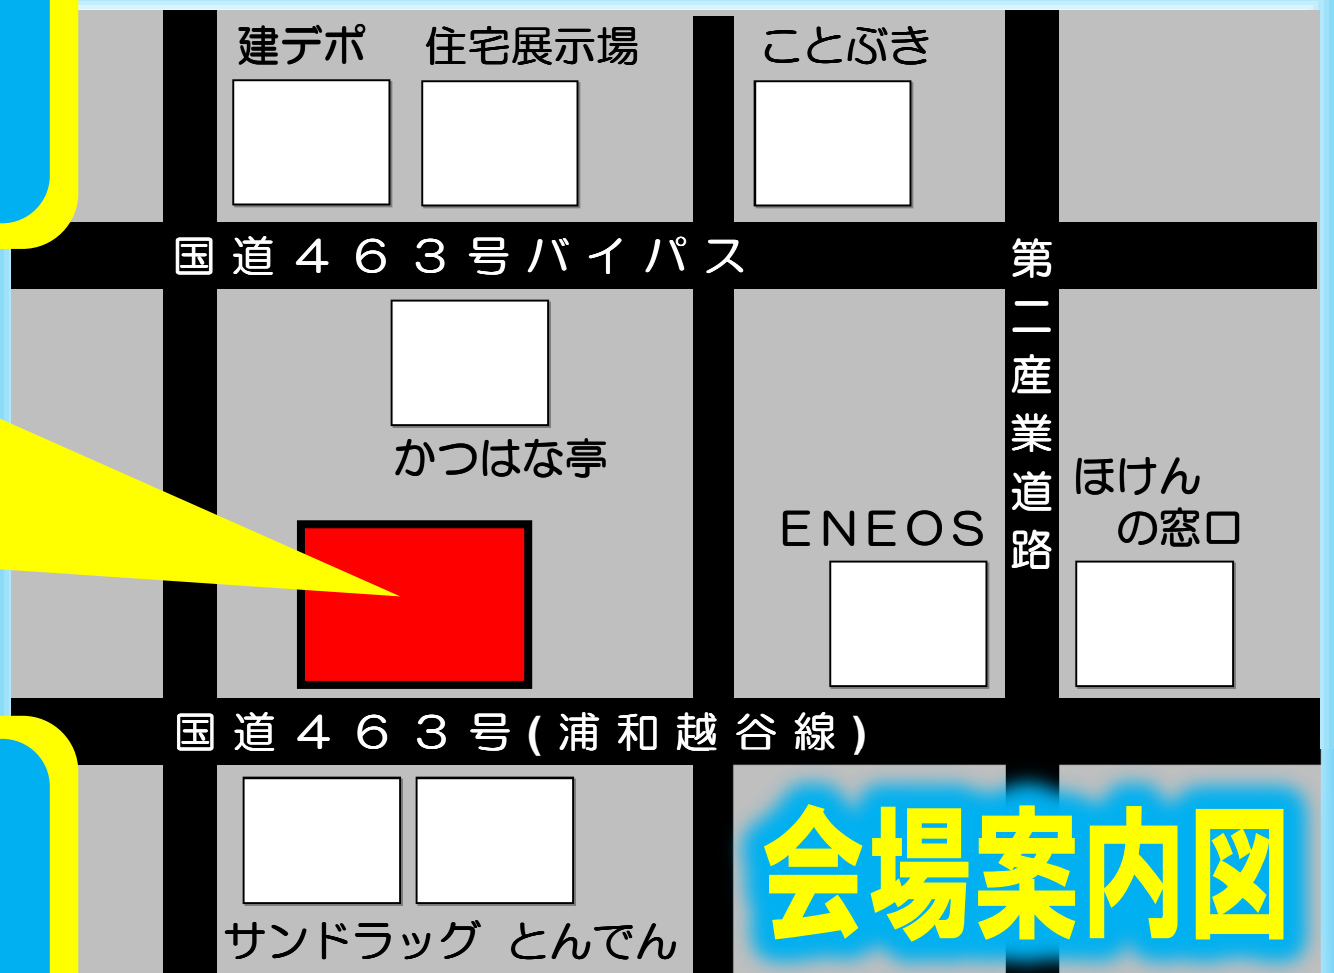 建デポ
住宅展示場
ことぶき
国道４６３号バイパス
第二産業道路
かつはな亭
ほけん
の窓口
ＥＮＥＯＳ
国道４６３号(浦和越谷線)
サンドラッグ
とんでん
会場案内図